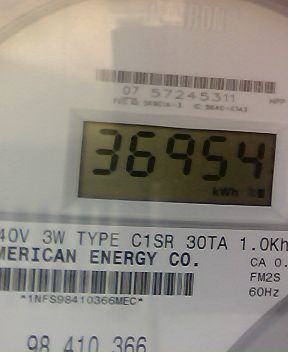 07 57245311
36954
kWh
40V 3W TYPE C1SR 30TA 1.0Kh
MERICAN ENERGY CO.
CA 0.
FM2S
60Hz
*1NFS98410366MEC*
98 410 366